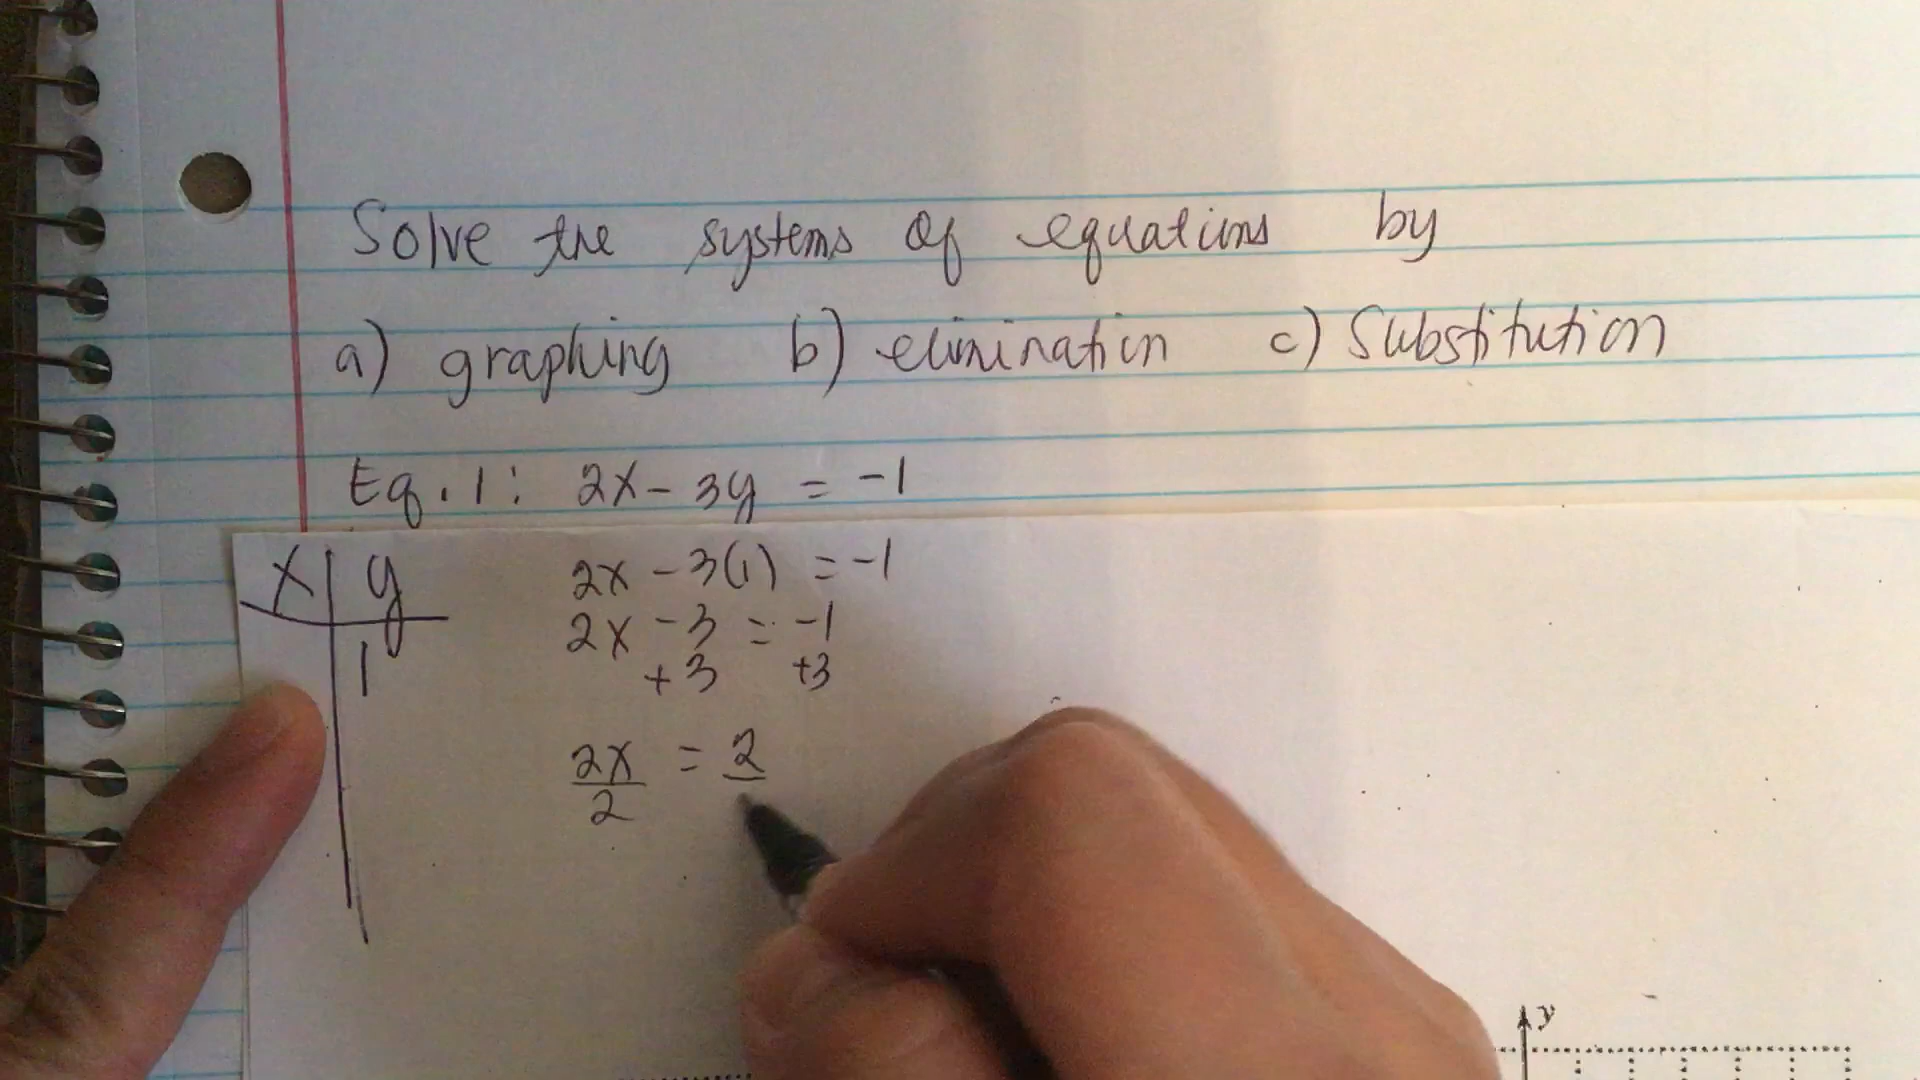 Solve the systems of equations by
a) graphing b) elimination c) Substitution
Eq. 1: 2x - 3y = -1
x | y
1
2x - 3(1) = -1
2x - 3 = -1
+3 +3
2x = 2
2
y